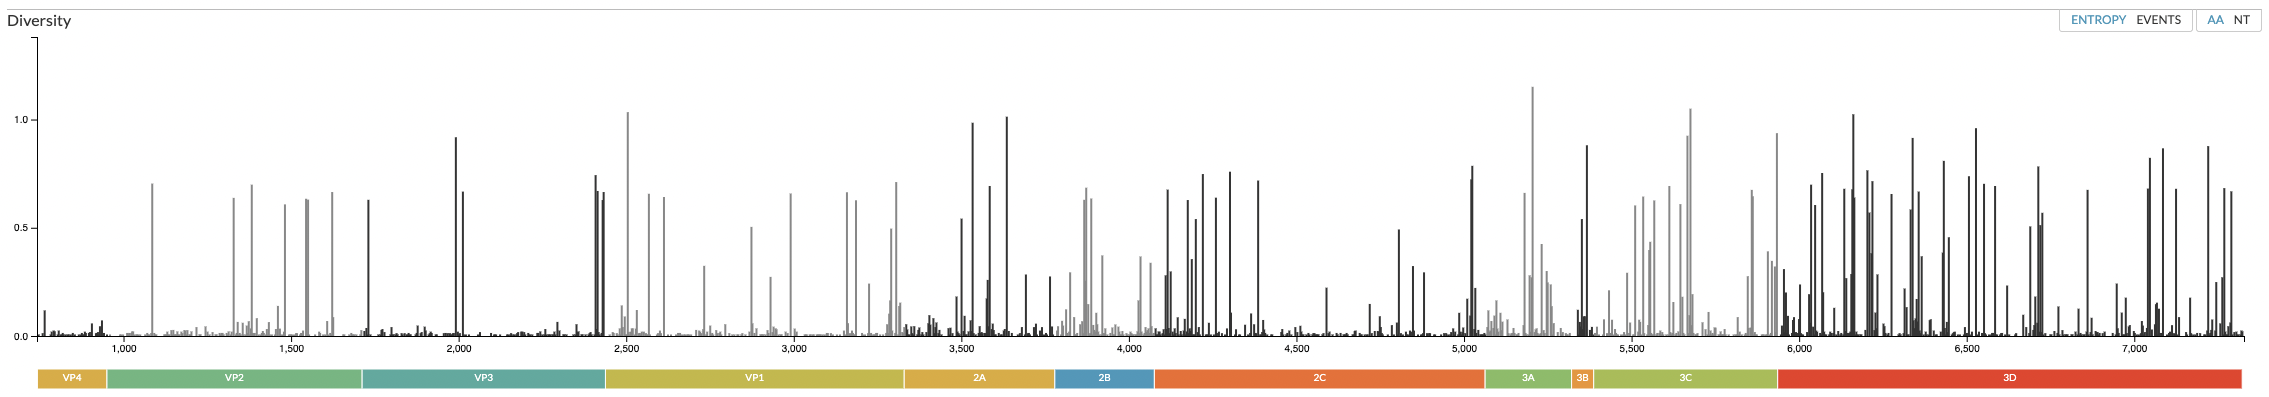 Diversity
ENTROPY EVENTS AA NT
1.0
0.5
0.0
1,000 1,500 2,000 2,500 3,000 3,500 4,000 4,500 5,000 5,500 6,000 6,500 7,000
VP4 VP2 VP3 VP1 2A 2B 2C 3A 3B 3C 3D